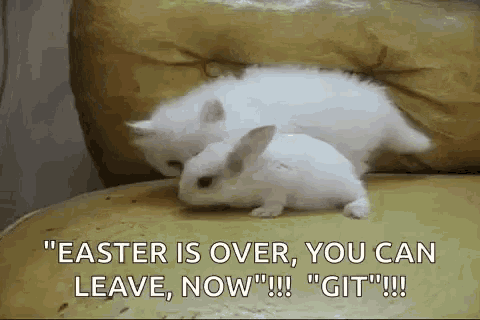 "EASTER IS OVER, YOU CAN
LEAVE, NOW"!!! "GIT"!!!